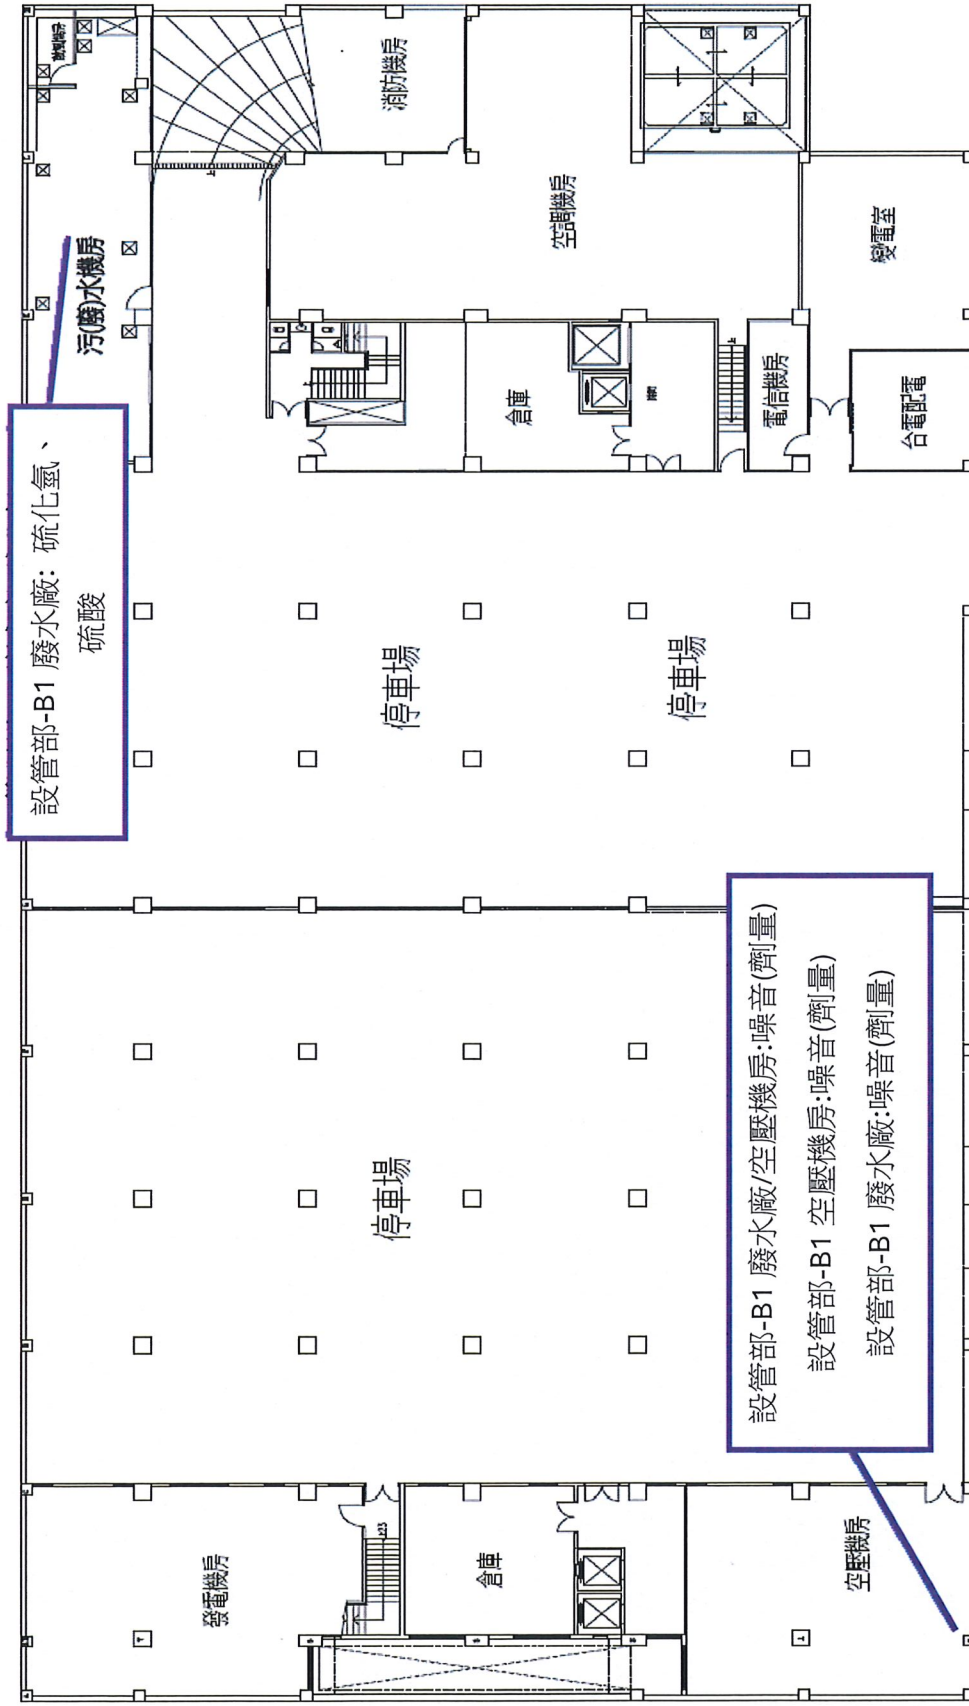 設管部-B1 廢水廠: 硫化氫、
硫酸
污(廢)水機房
消防機房
空調機房
變電室
倉庫
電信機房
台電配電
停車場
停車場
停車場
設管部-B1 廢水廠/空壓機房:噪音(劑量)
設管部-B1 空壓機房:噪音(劑量)
設管部-B1 廢水廠:噪音(劑量)
發電機房
倉庫
空壓機房